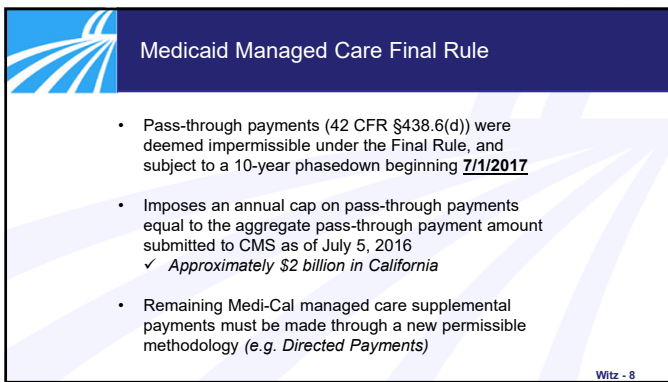 Medicaid Managed Care Final Rule
• Pass-through payments (42 CFR §438.6(d)) were
deemed impermissible under the Final Rule, and
subject to a 10-year phasedown beginning 7/1/2017
• Imposes an annual cap on pass-through payments
equal to the aggregate pass-through payment amount
submitted to CMS as of July 5, 2016
✓ Approximately $2 billion in California
• Remaining Medi-Cal managed care supplemental
payments must be made through a new permissible
methodology (e.g. Directed Payments)
Witz - 8